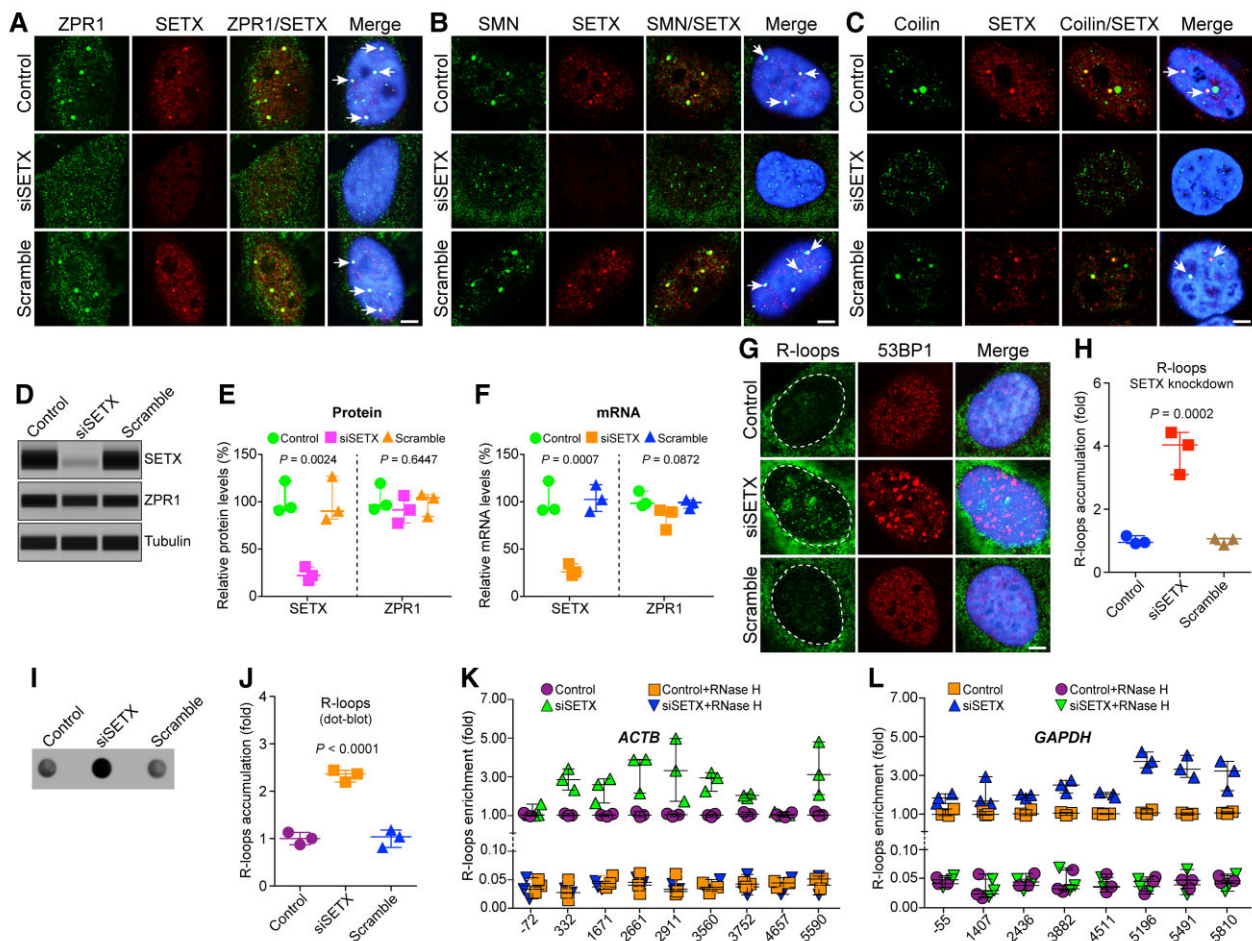 A ZPR1 SETX ZPR1/SETX Merge
Control
siSETX
Scramble
B SMN SETX SMN/SETX Merge
Control
siSETX
Scramble
C Coilin SETX Coilin/SETX Merge
Control
siSETX
Scramble
D
Control siSETX Scramble
SETX
ZPR1
Tubulin
E Protein
Control siSETX Scramble
P = 0.0024 P = 0.6447
Relative protein levels (%)
150
100
50
0
SETX ZPR1
F mRNA
Control siSETX Scramble
P = 0.0007 P = 0.0872
Relative mRNA levels (%)
150
100
50
0
SETX ZPR1
G R-loops 53BP1 Merge
Control
siSETX
Scramble
H
R-loops
SETX knockdown
P = 0.0002
R-loops accumulation (fold)
6
4
2
0
Control siSETX Scramble
I
Control siSETX Scramble
J
R-loops
(dot-blot)
P < 0.0001
R-loops accumulation (fold)
4
3
2
1
0
Control siSETX Scramble
K
Control Control+RNase H
siSETX siSETX+RNase H
ACTB
R-loops enrichment (fold)
7.00
5.00
3.00
1.00
0.10
0.05
0.00
-72 332 1671 2661 2911 3560 3752 4657 5590
L
Control Control+RNase H
siSETX siSETX+RNase H
GAPDH
R-loops enrichment (fold)
7.00
5.00
3.00
1.00
0.10
0.05
0.00
-55 1407 2436 3882 4511 5196 5491 5810